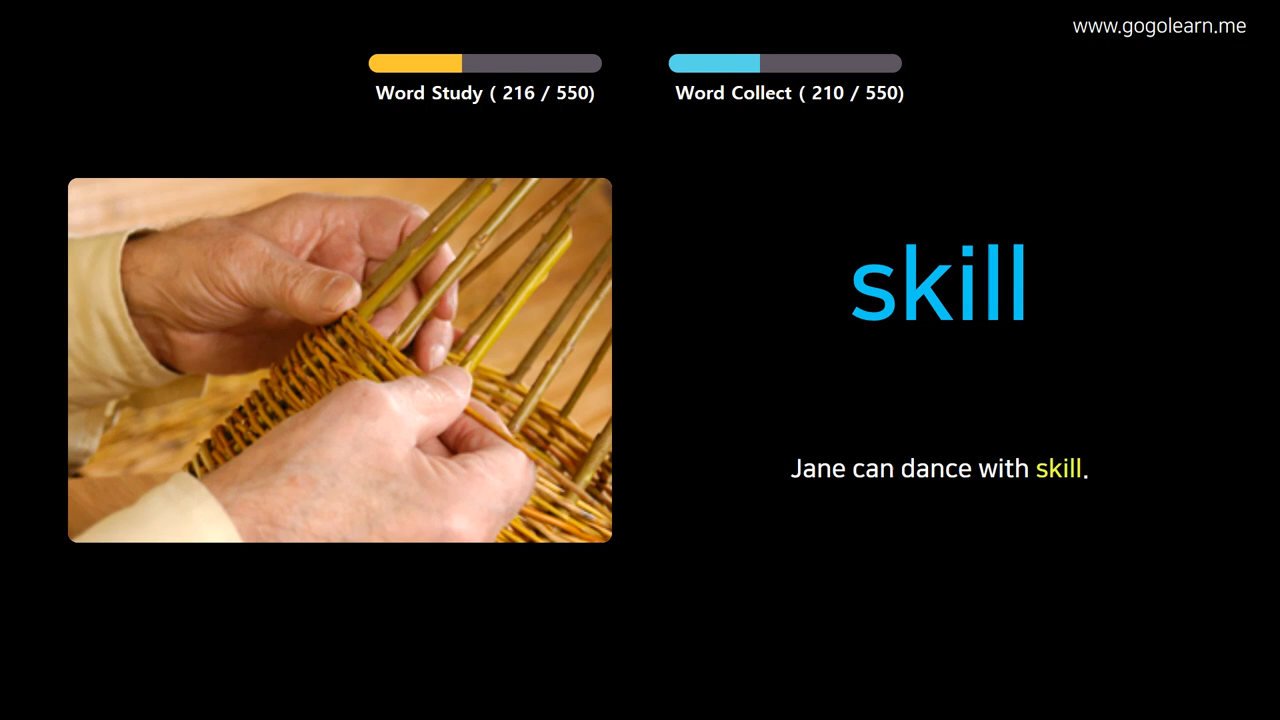 www.gogolearn.me
Word Study ( 216 / 550)
Word Collect ( 210 / 550)
skill
Jane can dance with skill.